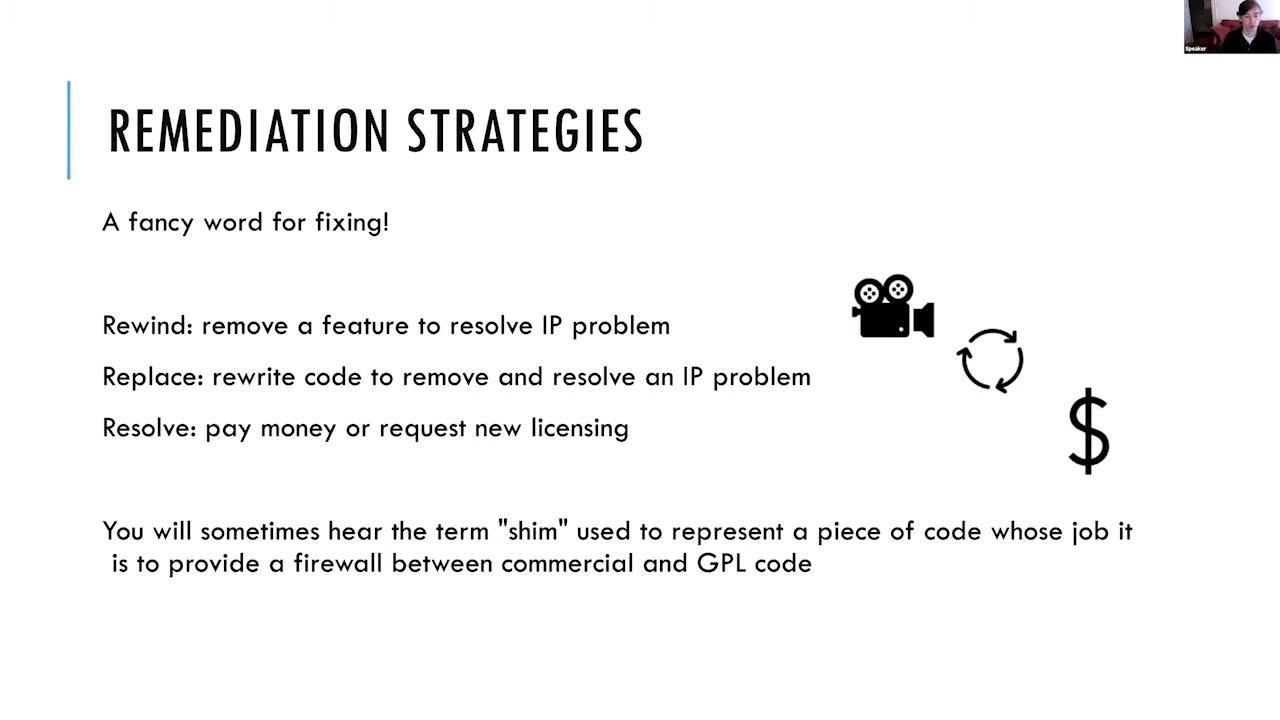 Speaker
REMEDIATION STRATEGIES
A fancy word for fixing!
Rewind: remove a feature to resolve IP problem
Replace: rewrite code to remove and resolve an IP problem
Resolve: pay money or request new licensing
$
You will sometimes hear the term "shim" used to represent a piece of code whose job it
is to provide a firewall between commercial and GPL code